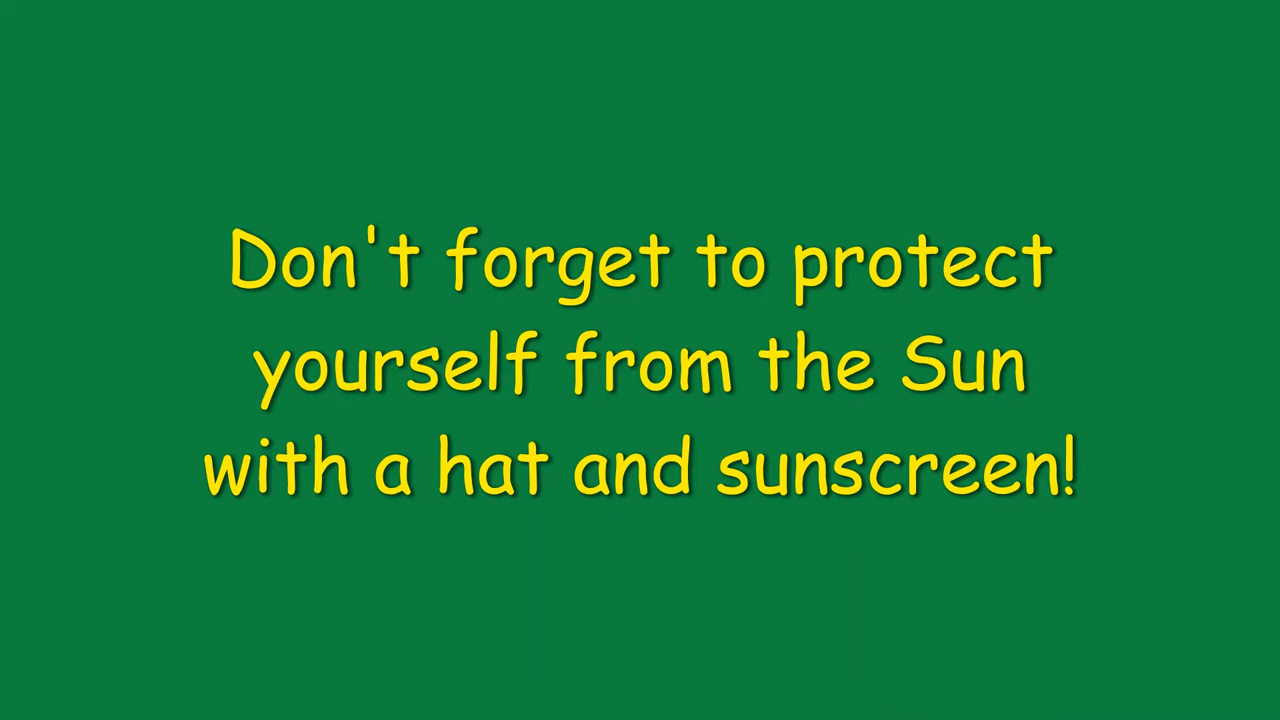 Don't forget to protect
yourself from the Sun
with a hat and sunscreen!